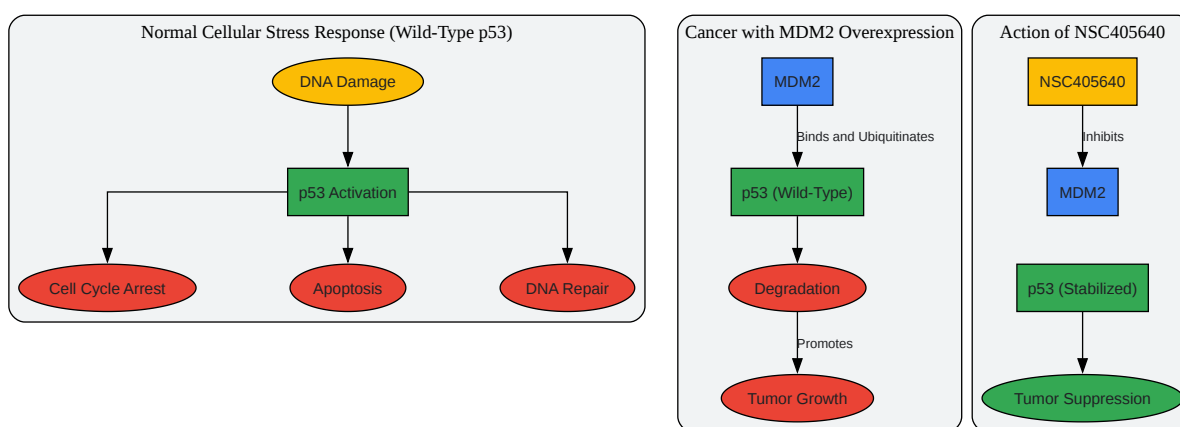 Normal Cellular Stress Response (Wild-Type p53)
DNA Damage
p53 Activation
Cell Cycle Arrest
Apoptosis
DNA Repair
Cancer with MDM2 Overexpression
MDM2
Binds and Ubiquitinates
p53 (Wild-Type)
Degradation
Promotes
Tumor Growth
Action of NSC405640
NSC405640
Inhibits
MDM2
p53 (Stabilized)
Tumor Suppression